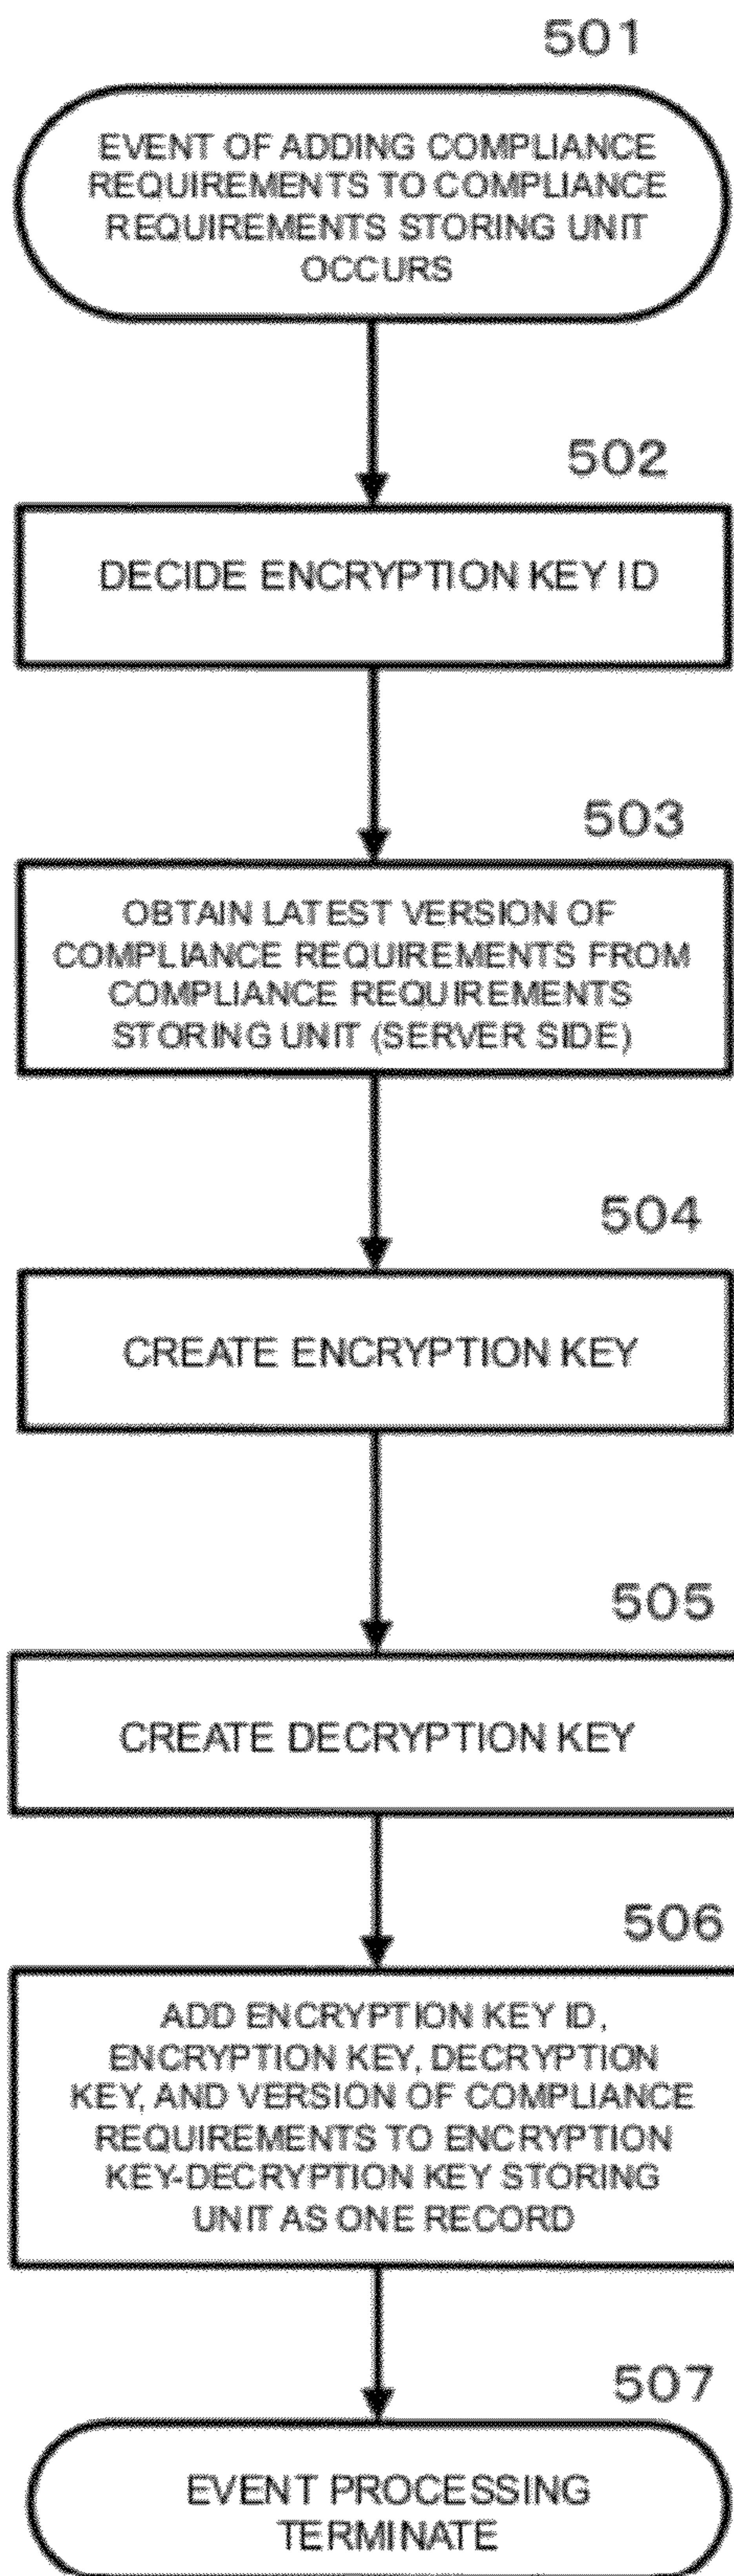 501
EVENT OF ADDING COMPLIANCE
REQUIREMENTS TO COMPLIANCE
REQUIREMENTS STORING UNIT
OCCURS
502
DECIDE ENCRYPTION KEY ID
503
OBTAIN LATEST VERSION OF
COMPLIANCE REQUIREMENTS FROM
COMPLIANCE REQUIREMENTS
STORING UNIT (SERVER SIDE)
504
CREATE ENCRYPTION KEY
505
CREATE DECRYPTION KEY
506
ADD ENCRYPTION KEY ID,
ENCRYPTION KEY, DECRYPTION
KEY, AND VERSION OF COMPLIANCE
REQUIREMENTS TO ENCRYPTION
KEY-DECRYPTION KEY STORING
UNIT AS ONE RECORD
507
EVENT PROCESSING
TERMINATE